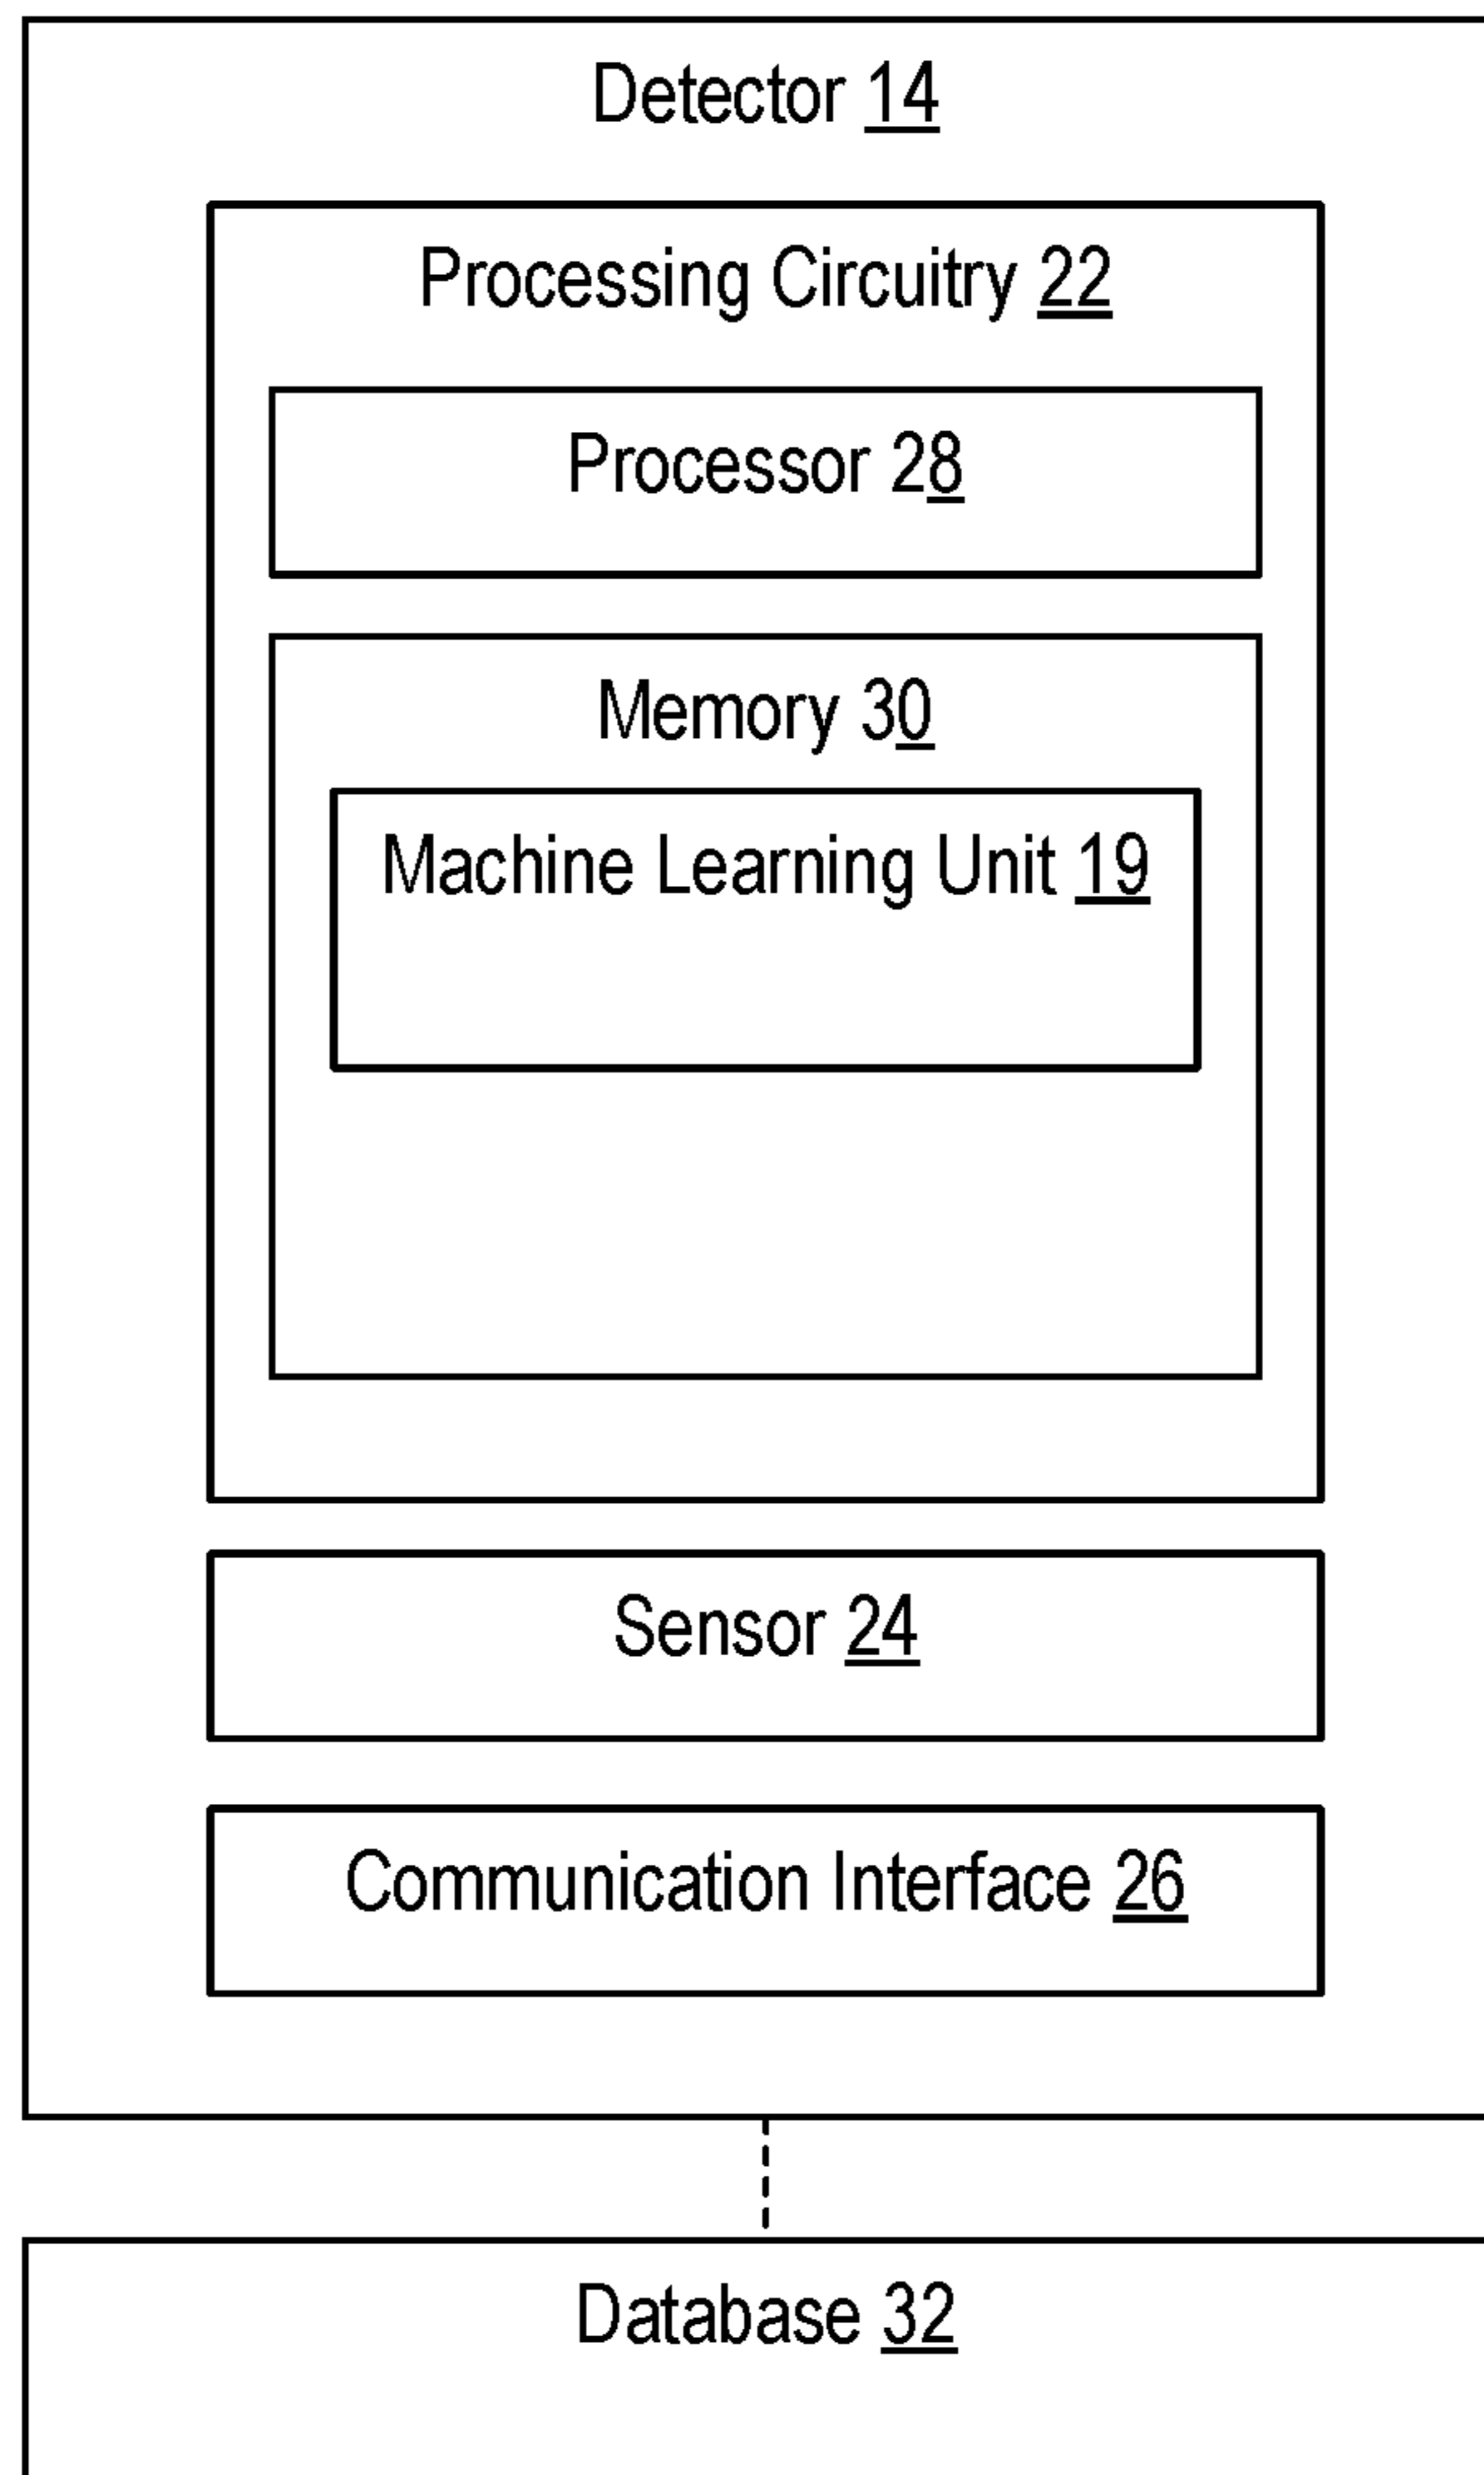 Detector 14
Processing Circuitry 22
Processor 28
Memory 30
Machine Learning Unit 19
Sensor 24
Communication Interface 26
Database 32